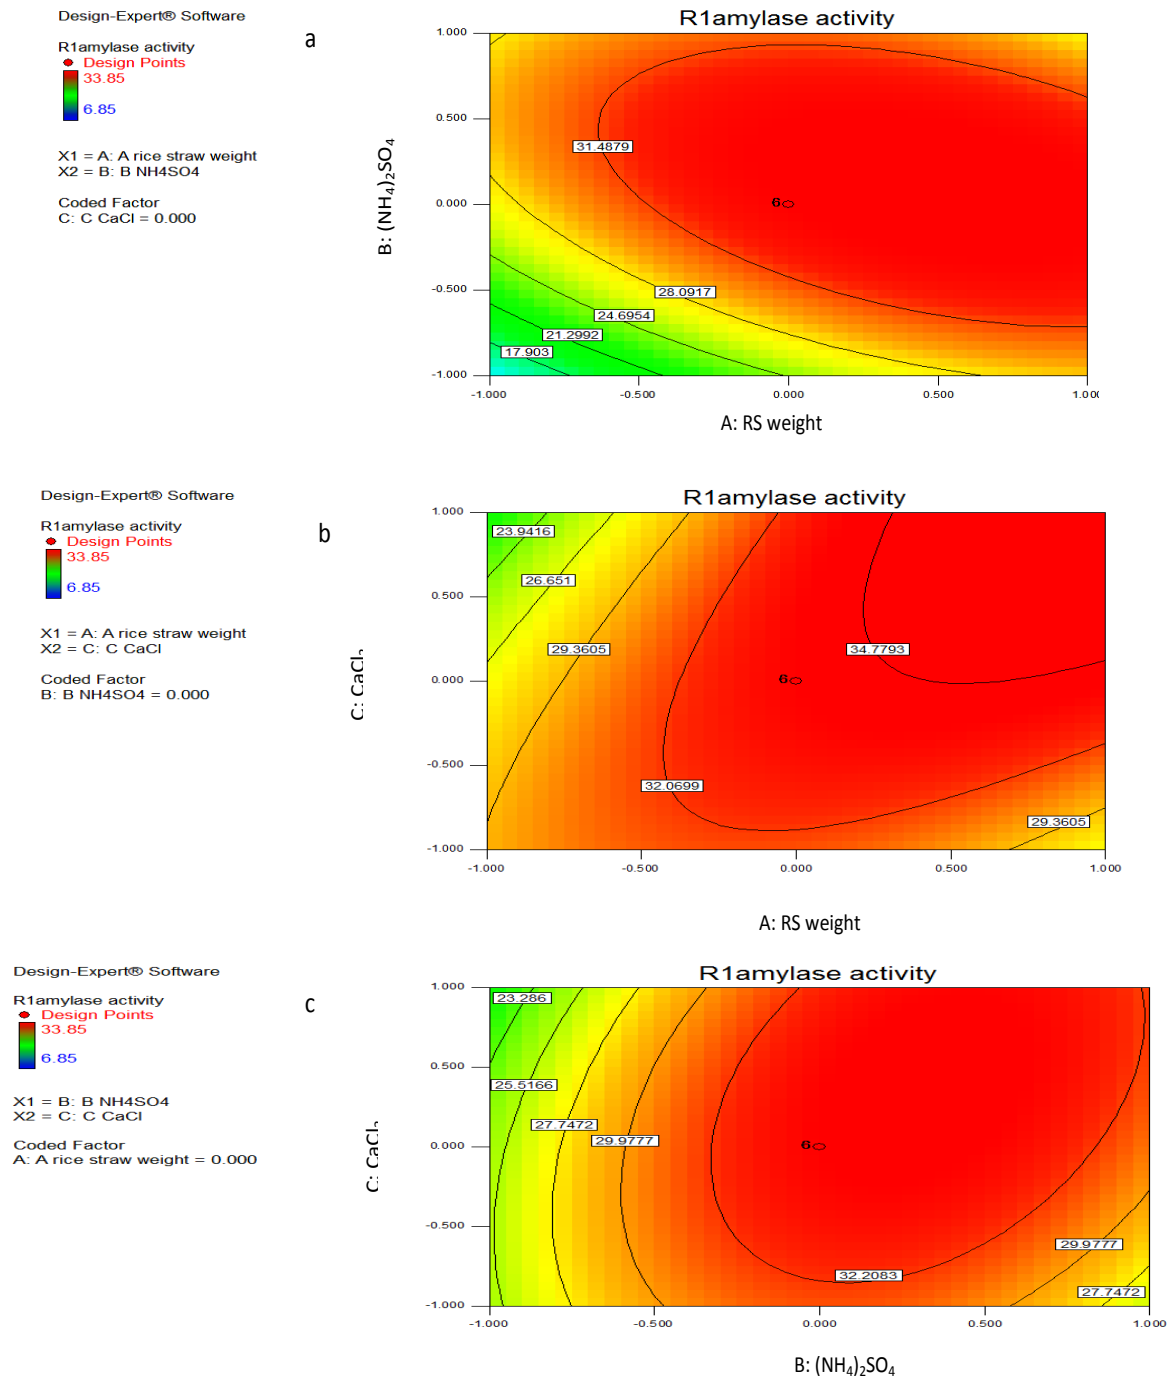 Design-Expert® Software
R1amylase activity
Design Points
33.85
6.85
X1 = A: A rice straw weight
X2 = B: B NH4SO4
Coded Factor
C: C CaCl = 0.000
a
R1amylase activity
B: (NH4)2SO4
1.000
0.500
0.000
-0.500
-1.000
31.4879
6
28.0917
24.6954
21.2992
17.903
-1.000 -0.500 0.000 0.500 1.000
A: RS weight
Design-Expert® Software
R1amylase activity
Design Points
33.85
6.85
X1 = A: A rice straw weight
X2 = C: C CaCl
Coded Factor
B: B NH4SO4 = 0.000
b
R1amylase activity
C: CaCl2
1.000
0.500
0.000
-0.500
-1.000
23.9416
26.651
29.3605
34.7793
6
32.0699
29.3605
-1.000 -0.500 0.000 0.500 1.000
A: RS weight
Design-Expert® Software
R1amylase activity
Design Points
33.85
6.85
X1 = B: B NH4SO4
X2 = C: C CaCl
Coded Factor
A: A rice straw weight = 0.000
c
R1amylase activity
C: CaCl2
1.000
0.500
0.000
-0.500
-1.000
23.286
25.5166
27.7472
29.9777
6
29.9777
32.2083
27.7472
-1.000 -0.500 0.000 0.500 1.000
B: (NH4)2SO4